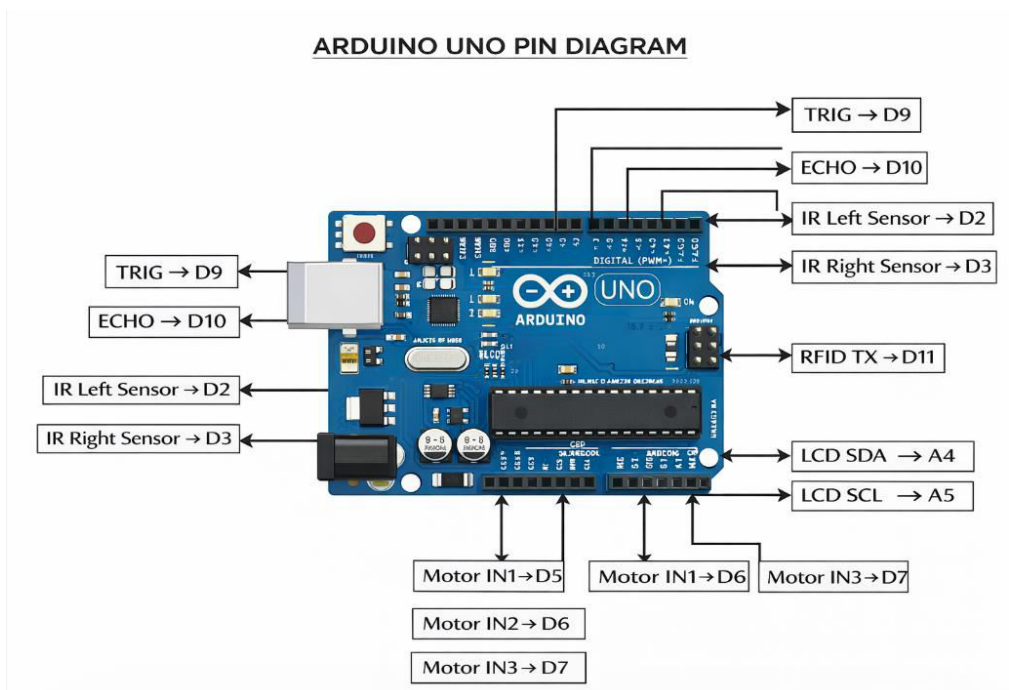 ARDUINO UNO PIN DIAGRAM
TRIG → D9
ECHO → D10
IR Left Sensor → D2
IR Right Sensor → D3
RFID TX → D11
LCD SDA → A4
LCD SCL → A5
TRIG → D9
ECHO → D10
IR Left Sensor → D2
IR Right Sensor → D3
DIGITAL (PWM~)
UNO
ARDUINO
Motor IN1 → D5
Motor IN1 → D6
Motor IN3 → D7
Motor IN2 → D6
Motor IN3 → D7